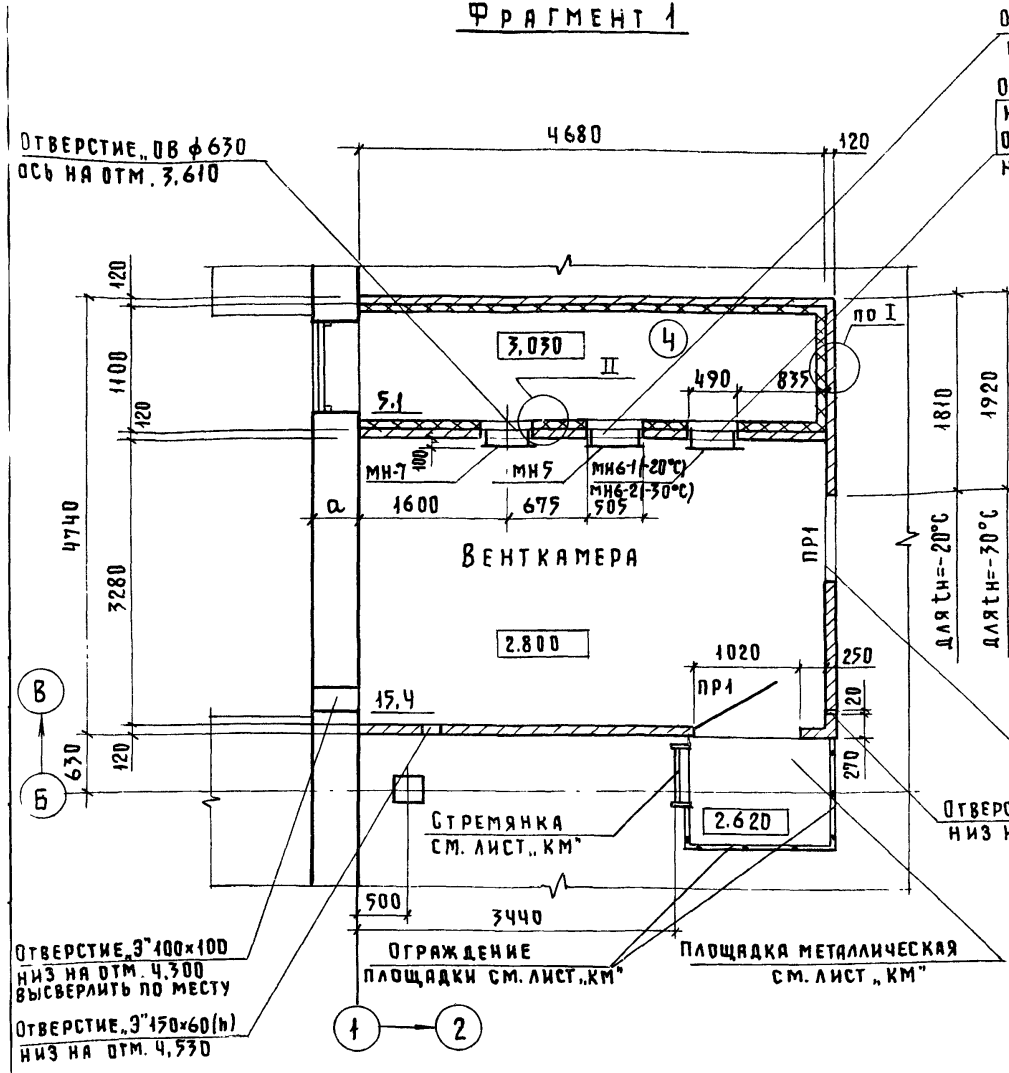 ФРАГМЕНТ 1
ОТВЕРСТИЕ „ОВ ϕ630
ОСЬ НА ОТМ. 3,610
4680
120
120
1100
120
4740
3280
630
120
3,030
4
по I
II
490
835
5.1
1810
1920
МН-7
100
МН5
МН6-1(-20°С)
МН6-2(-30°С)
а
1600
675
505
ВЕНТКАМЕРА
ПР1
для tн=-20°С
для tн=-30°С
2.800
1020
250
ПР1
15,4
20
270
В
Б
СТРЕМЯНКА
СМ. ЛИСТ „КМ"
2.620
ОТВЕРС
НИЗ Н
500
3440
ОТВЕРСТИЕ „Э" 100×100
НИЗ НА ОТМ. 4,300
ВЫСВЕРЛИТЬ ПО МЕСТУ
ОГРАЖДЕНИЕ
ПЛОЩАДКИ СМ. ЛИСТ „КМ"
ПЛОЩАДКА МЕТАЛЛИЧЕСКАЯ
СМ. ЛИСТ „КМ"
ОТВЕРСТИЕ „Э" 150×60(h)
НИЗ НА ОТМ. 4,530
1
2